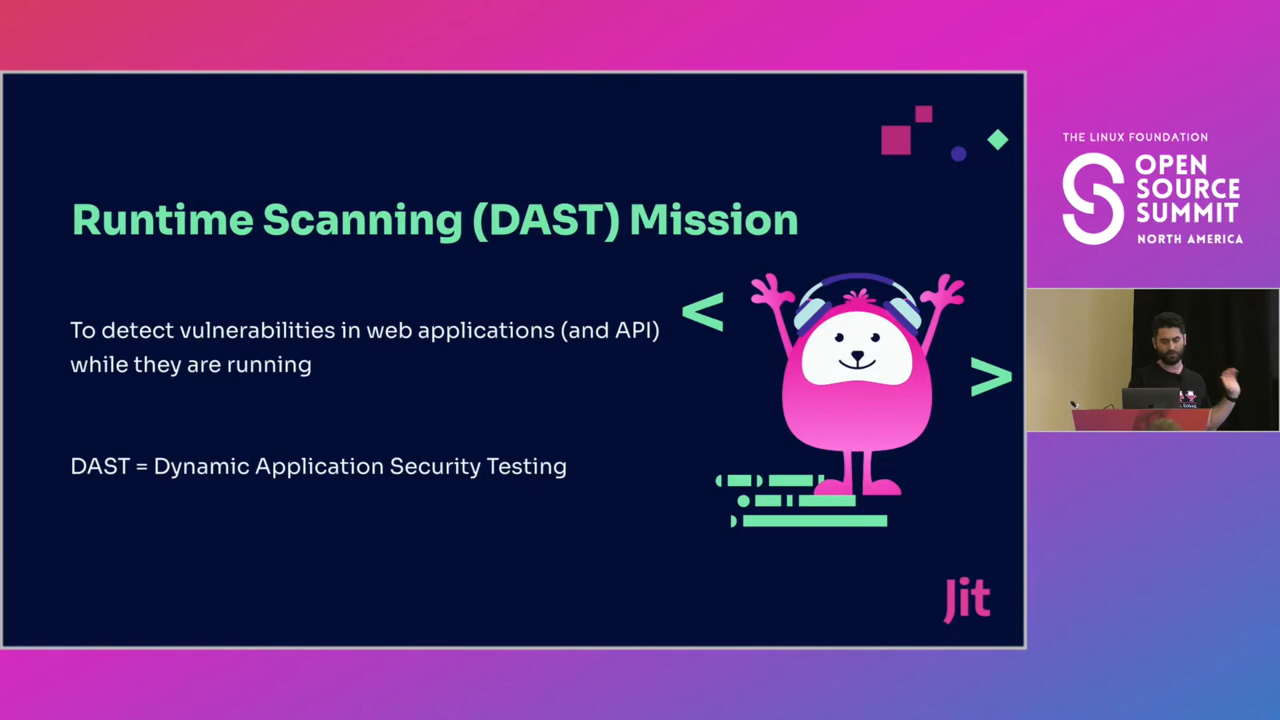 Runtime Scanning (DAST) Mission
To detect vulnerabilities in web applications (and API)
while they are running
DAST = Dynamic Application Security Testing
Jit
THE LINUX FOUNDATION
OPEN
SOURCE
SUMMIT
NORTH AMERICA